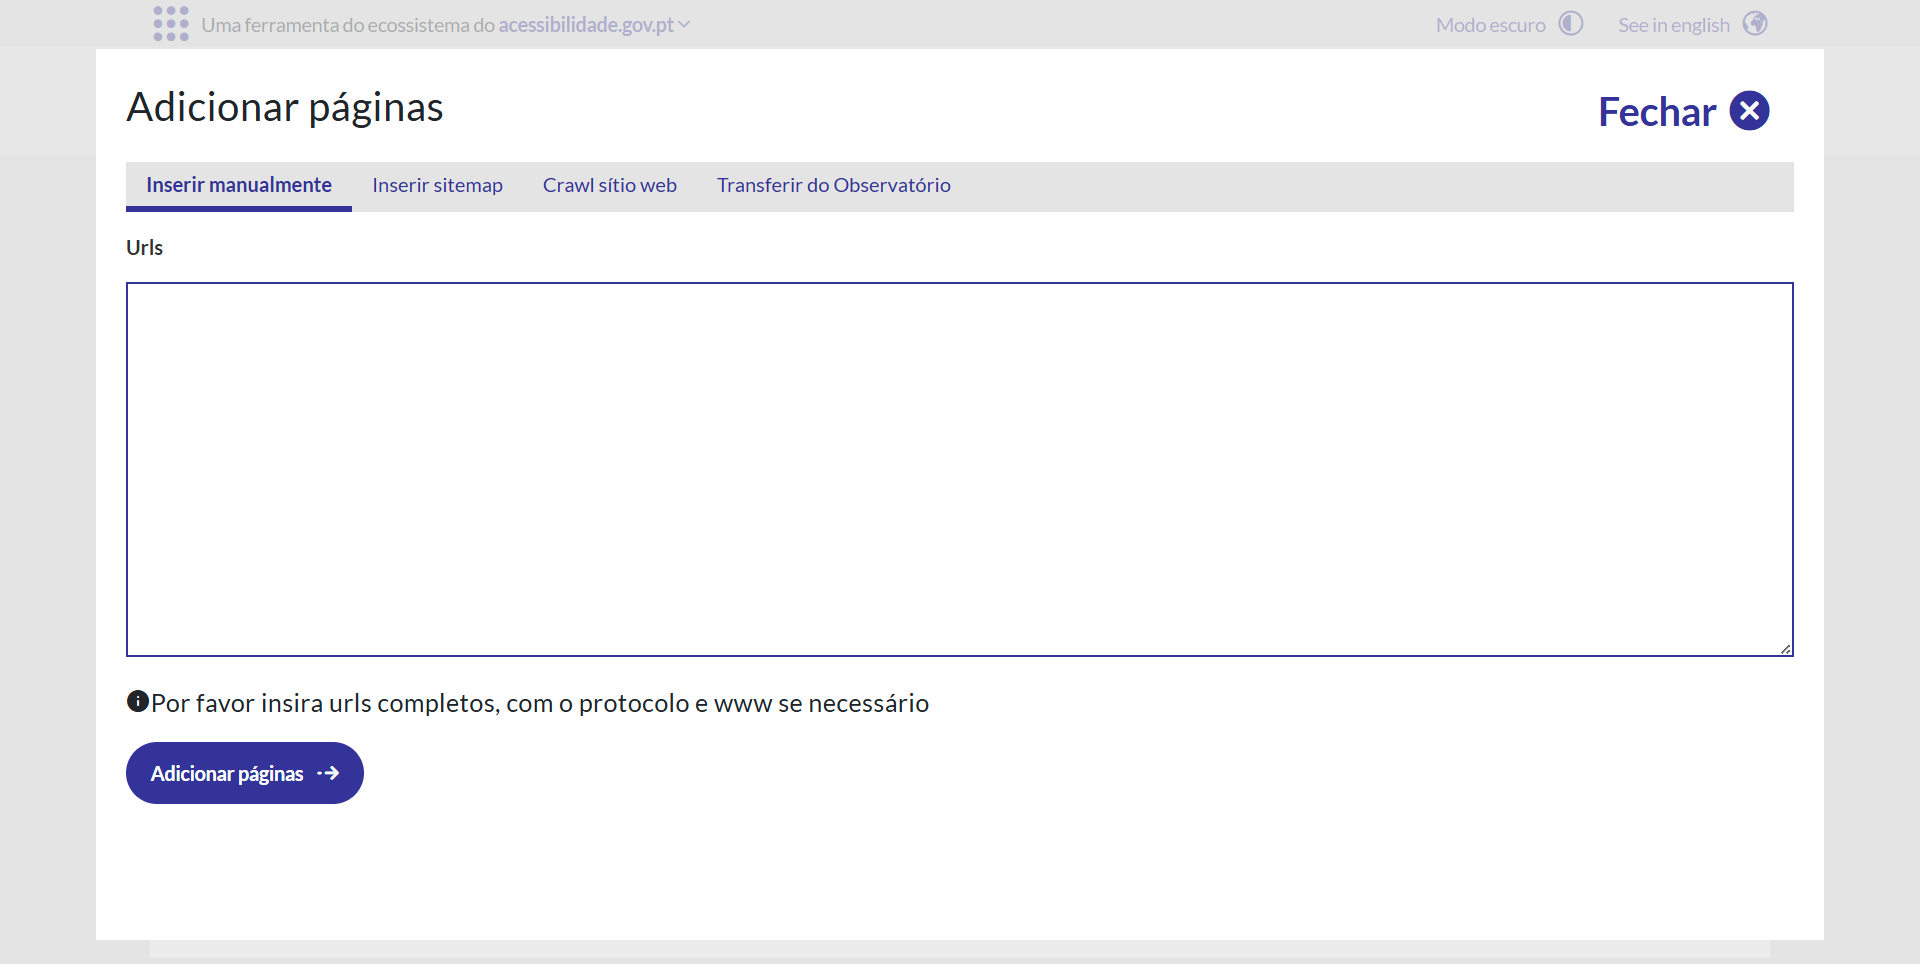 Uma ferramenta do ecossistema do acessibilidade.gov.pt
Modo escuro
See in english
Adicionar páginas
Fechar
Inserir manualmente
Inserir sitemap
Crawl sítio web
Transferir do Observatório
Urls
Por favor insira urls completos, com o protocolo e www se necessário
Adicionar páginas